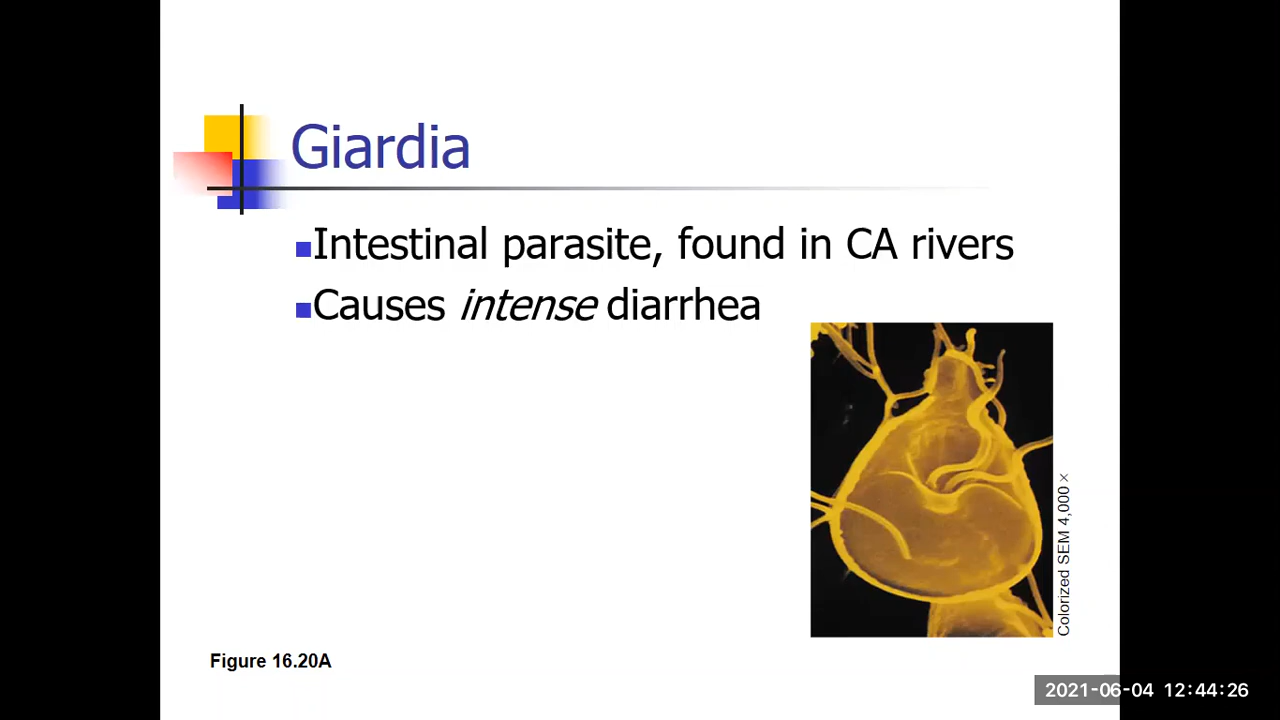 Giardia
Intestinal parasite, found in CA rivers
Causes intense diarrhea
Colorized SEM 4,000 ×
Figure 16.20A
2021-06-04 12:44:26